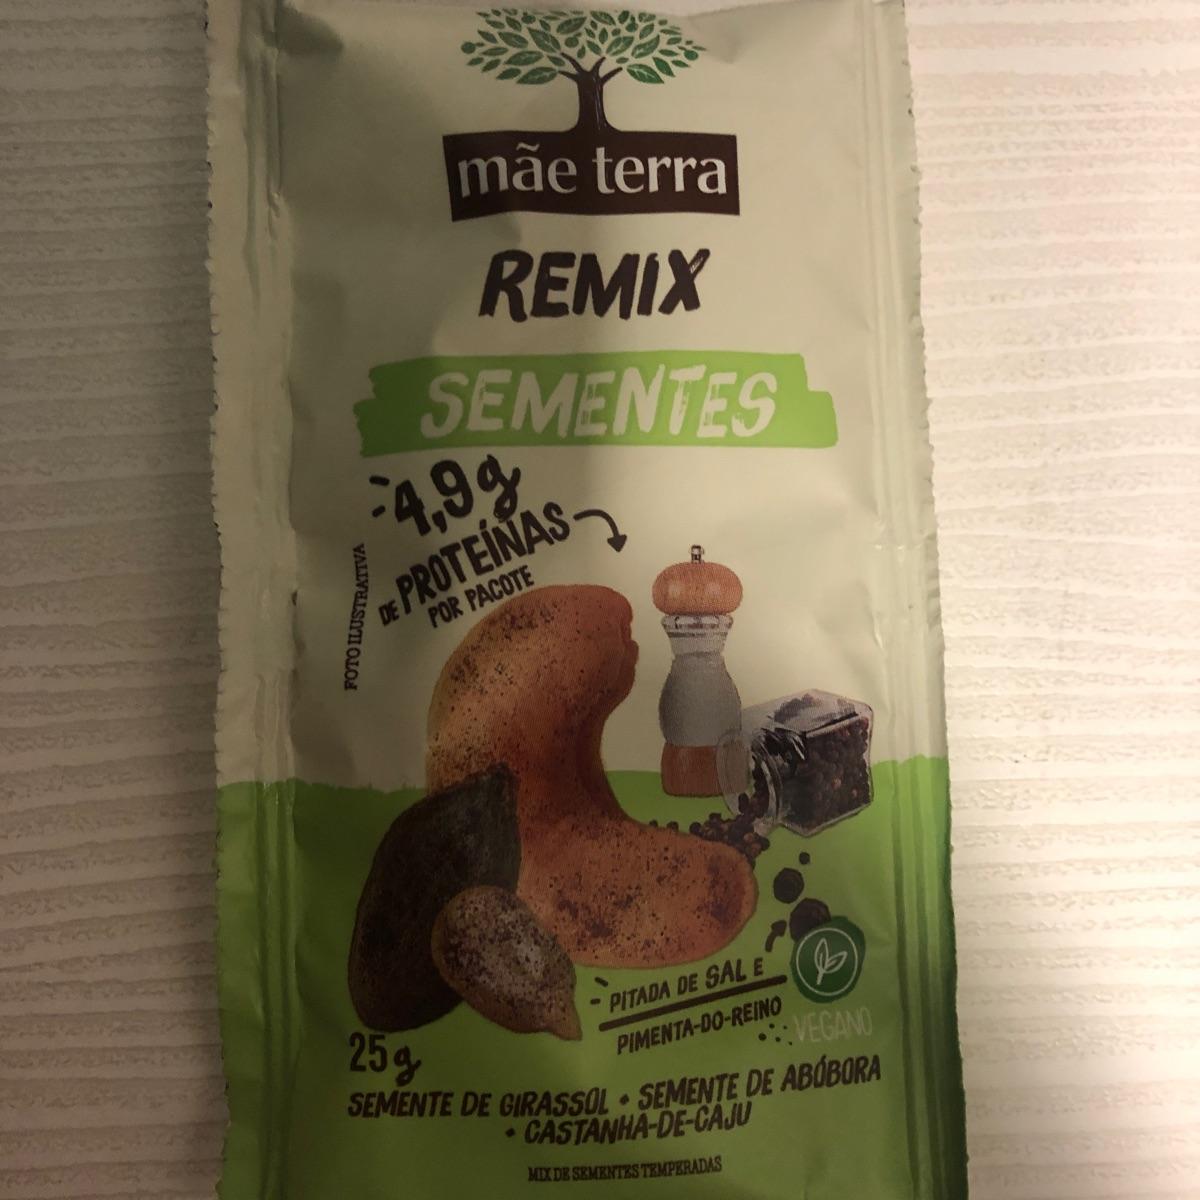 mãe terra
REMIX
SEMENTES
4,9g
DE PROTEÍNAS
POR PACOTE
FOTO ILUSTRATIVA
PITADA DE SAL E
PIMENTA-DO-REINO
VEGANO
25g
SEMENTE DE GIRASSOL • SEMENTE DE ABÓBORA
• CASTANHA-DE-CAJU
MIX DE SEMENTES TEMPERADAS